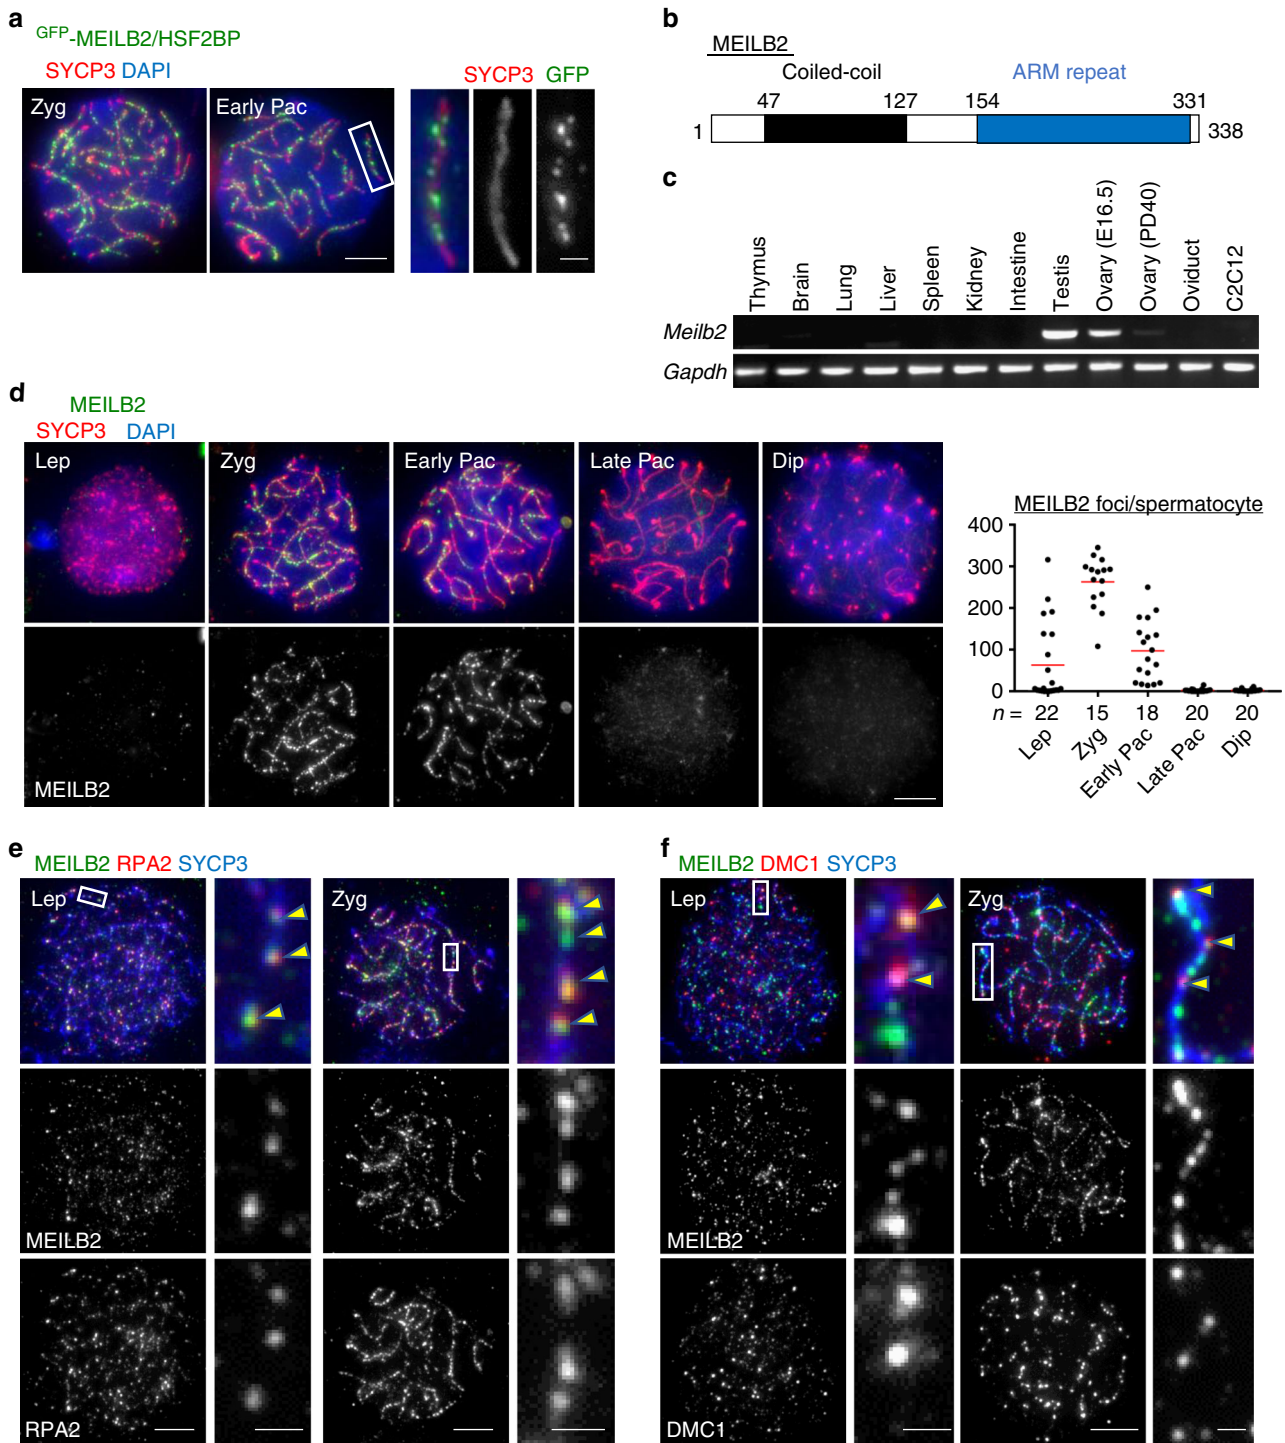 a
GFP-MEILB2/HSF2BP
SYCP3 DAPI
Zyg
Early Pac
SYCP3 GFP
b
MEILB2
Coiled-coil
ARM repeat
47 127 154 331
1
338
c
Thymus
Brain
Lung
Liver
Spleen
Kidney
Intestine
Testis
Ovary (E16.5)
Ovary (PD40)
Oviduct
C2C12
Meilb2
Gapdh
d
MEILB2
SYCP3 DAPI
Lep
Zyg
Early Pac
Late Pac
Dip
MEILB2
MEILB2 foci/spermatocyte
400
300
200
100
0
n = 22 15 18 20 20
Lep
Zyg
Early Pac
Late Pac
Dip
e
MEILB2 RPA2 SYCP3
Lep
Zyg
MEILB2
RPA2
f
MEILB2 DMC1 SYCP3
Lep
Zyg
MEILB2
DMC1